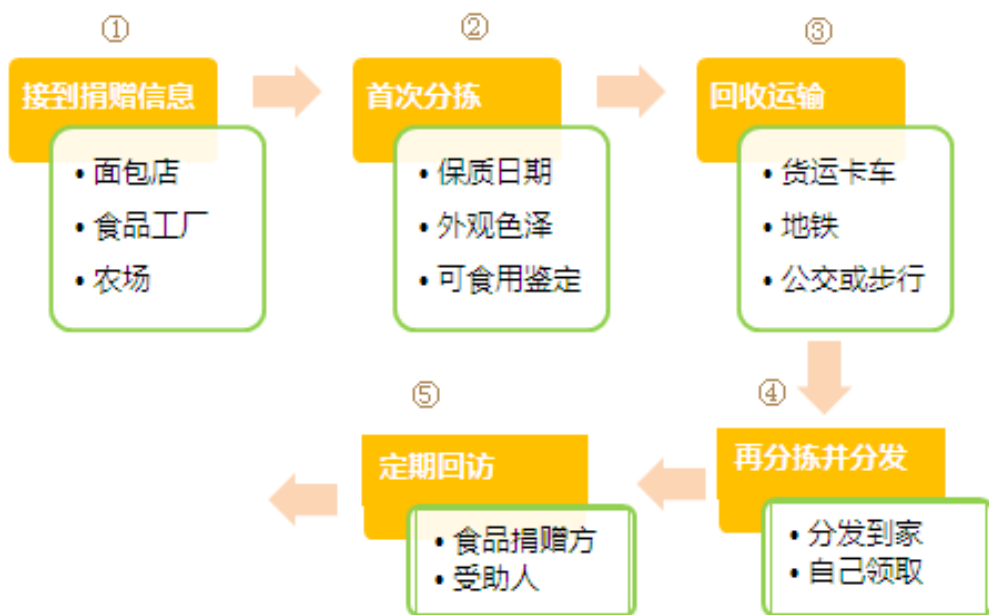 ①
接到捐赠信息
• 面包店
• 食品工厂
• 农场
②
首次分拣
• 保质日期
• 外观色泽
• 可食用鉴定
③
回收运输
• 货运卡车
• 地铁
• 公交或步行
④
再分拣并分发
• 分发到家
• 自己领取
⑤
定期回访
• 食品捐赠方
• 受助人